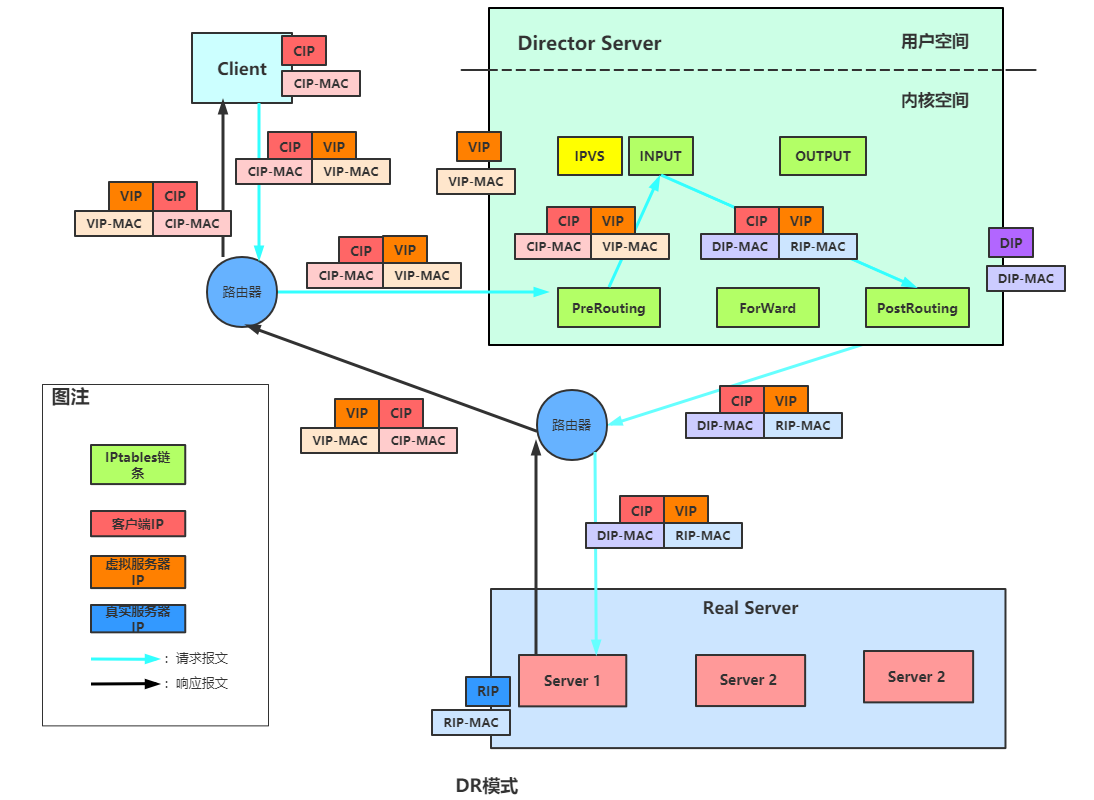 Director Server
用户空间
内核空间
Client
CIP
CIP-MAC
CIP VIP
CIP-MAC VIP-MAC
VIP CIP
VIP-MAC CIP-MAC
VIP
VIP-MAC
IPVS
INPUT
OUTPUT
CIP VIP
CIP-MAC VIP-MAC
CIP VIP
DIP-MAC RIP-MAC
CIP VIP
CIP-MAC VIP-MAC
DIP
DIP-MAC
路由器
PreRouting
ForWard
PostRouting
CIP VIP
DIP-MAC RIP-MAC
VIP CIP
VIP-MAC CIP-MAC
路由器
CIP VIP
DIP-MAC RIP-MAC
图注
IPtables链
条
客户端IP
虚拟服务器
IP
真实服务器
IP
：请求报文
：响应报文
Real Server
Server 1
Server 2
Server 2
RIP
RIP-MAC
DR模式